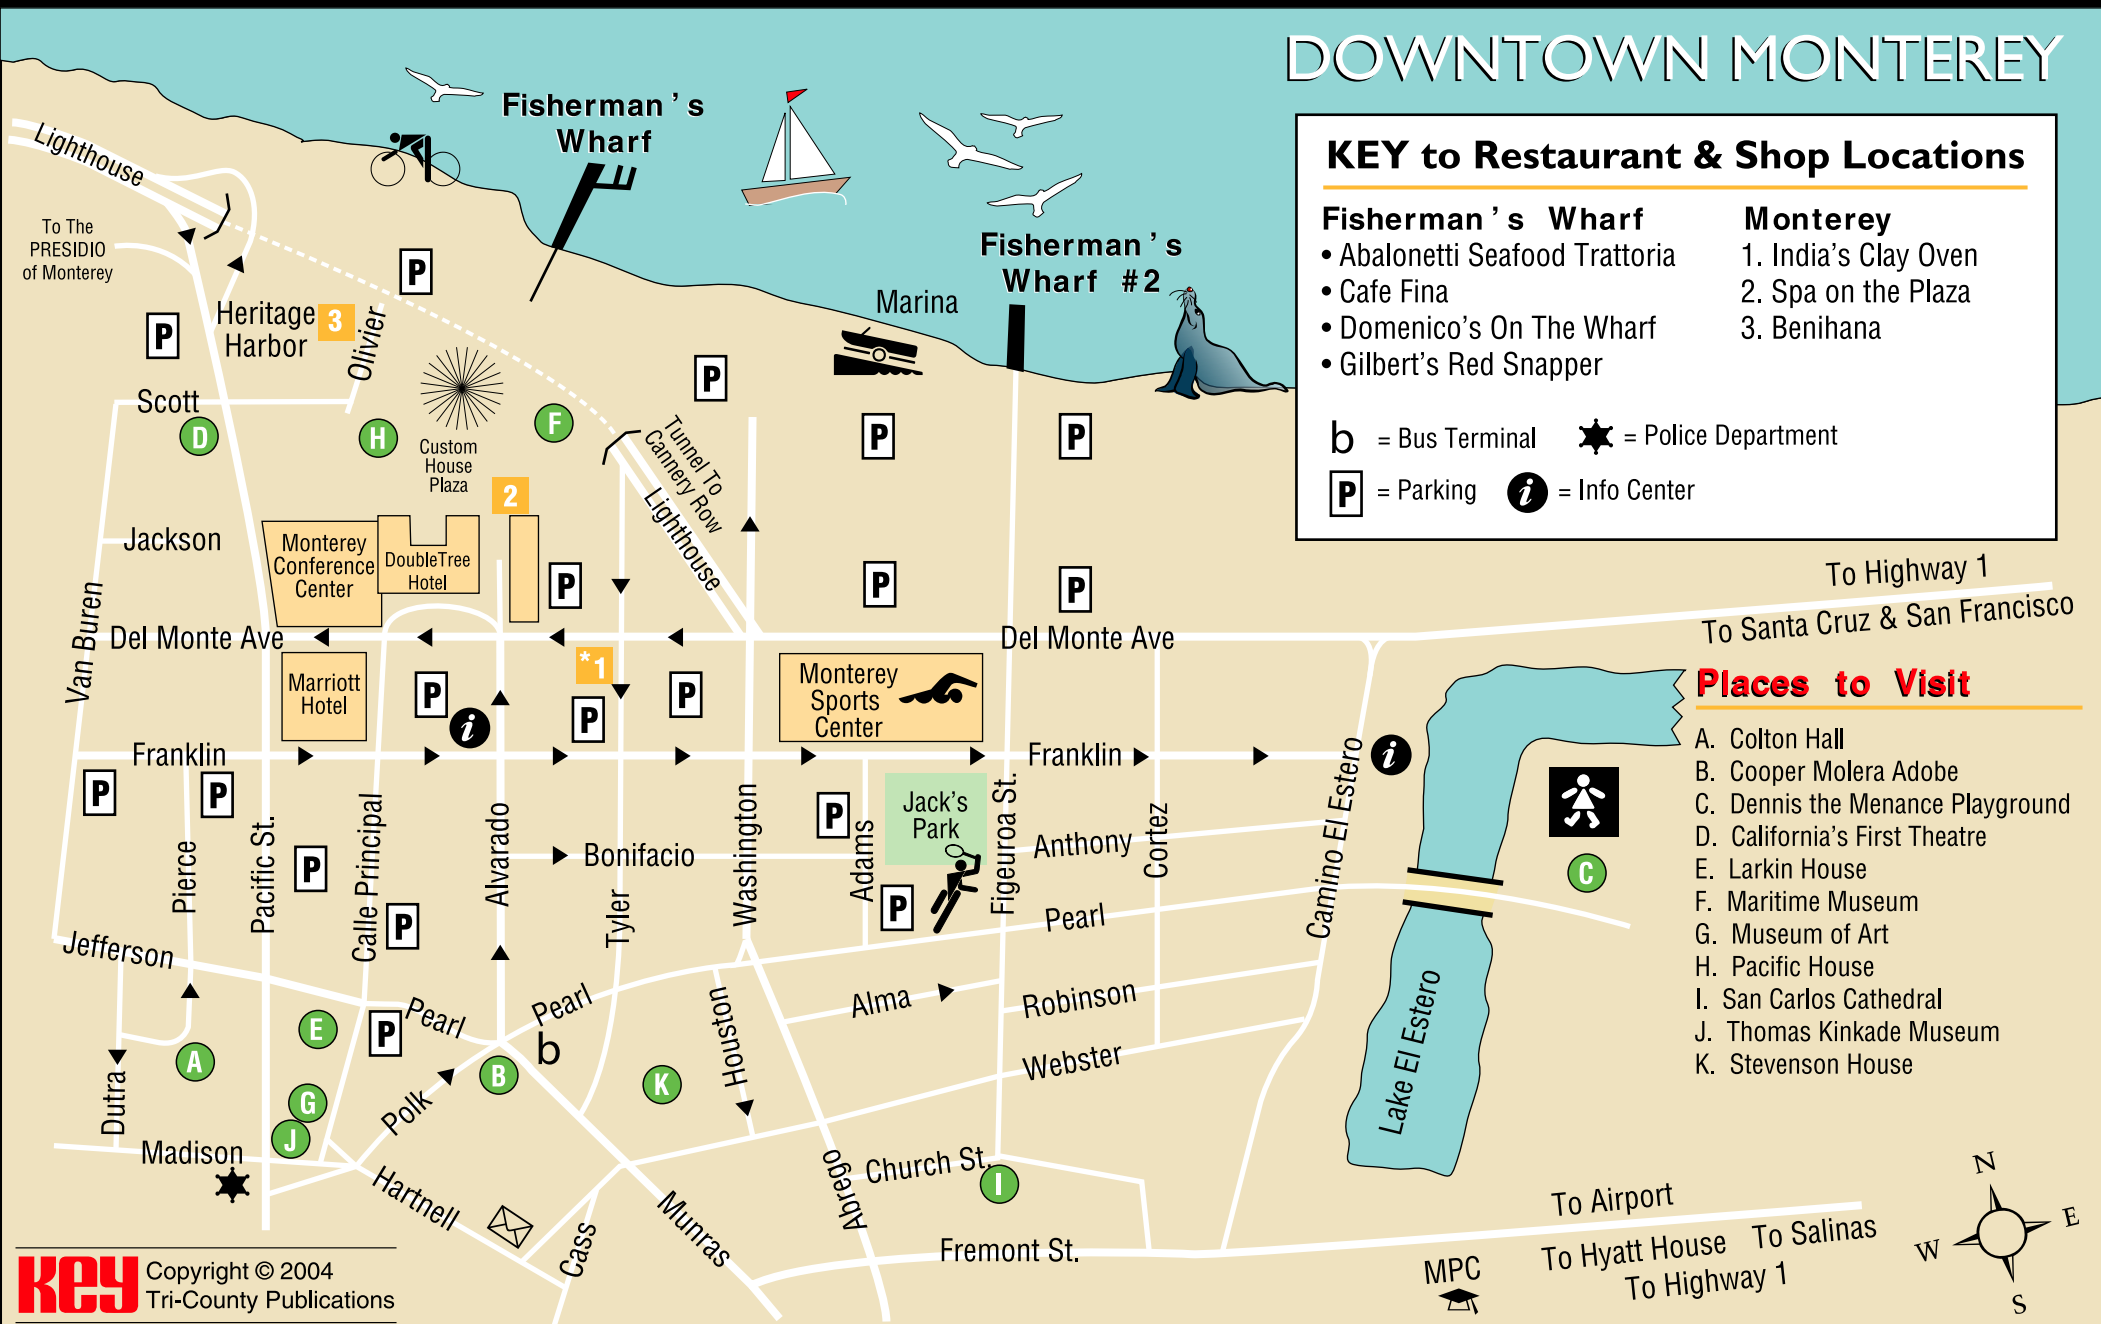 DOWNTOWN MONTEREY
KEY to Restaurant & Shop Locations
Fisherman's Wharf
• Abalonetti Seafood Trattoria
• Cafe Fina
• Domenico's On The Wharf
• Gilbert's Red Snapper
Monterey
1. India's Clay Oven
2. Spa on the Plaza
3. Benihana
b = Bus Terminal
= Police Department
P = Parking
i = Info Center
Fisherman's
Wharf
Fisherman's
Wharf #2
Marina
Lighthouse
To The
PRESIDIO
of Monterey
P
P
Heritage
Harbor
3
Olivier
Scott
D
H
F
Custom
House
Plaza
2
P
P
P
Tunnel To
Cannery Row
Lighthouse
Jackson
Monterey
Conference
Center
DoubleTree
Hotel
P
P
P
Van Buren
Del Monte Ave
Del Monte Ave
To Highway 1
To Santa Cruz & San Francisco
Marriott
Hotel
P
i
*1
P
P
Monterey
Sports
Center
Franklin
Franklin
i
P
P
Pierce
Pacific St.
P
Calle Principal
P
Alvarado
Bonifacio
Tyler
Washington
P
Adams
Jack's
Park
P
Figeuroa St.
Anthony
Cortez
Camino El Estero
C
Pearl
Jefferson
Pearl
Pearl
P
b
Alma
Robinson
Webster
Houston
Lake El Estero
A
E
B
K
G
J
Dutra
Polk
Madison
Hartnell
Cass
Munras
Abrego
Church St.
I
Fremont St.
To Airport
To Hyatt House To Salinas
To Highway 1
MPC
Places to Visit
A. Colton Hall
B. Cooper Molera Adobe
C. Dennis the Menance Playground
D. California's First Theatre
E. Larkin House
F. Maritime Museum
G. Museum of Art
H. Pacific House
I. San Carlos Cathedral
J. Thomas Kinkade Museum
K. Stevenson House
N
E
W
S
KEY
Copyright © 2004
Tri-County Publications